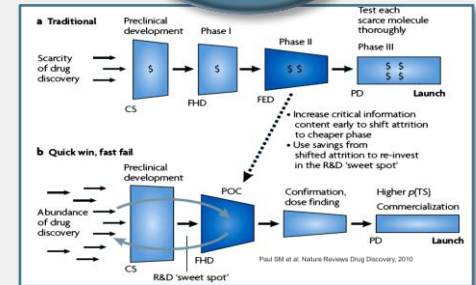 a Traditional
Preclinical
development
Phase I
Phase II
Test each
scarce molecule
thoroughly
Phase III
Scarcity
of drug
discovery
$
$
$ $
$ $
$ $
CS
FHD
FED
PD
Launch
• Increase critical information
content early to shift attrition
to cheaper phase
• Use savings from
shifted attrition to re-invest
in the R&D 'sweet spot'
b Quick win, fast fail
Preclinical
development
POC
Confirmation,
dose finding
Higher p(TS)
Commercialization
Abundance
of drug
discovery
CS
FHD
PD
Launch
R&D 'sweet spot'
Paul SM et al. Nature Reviews Drug Discovery, 2010